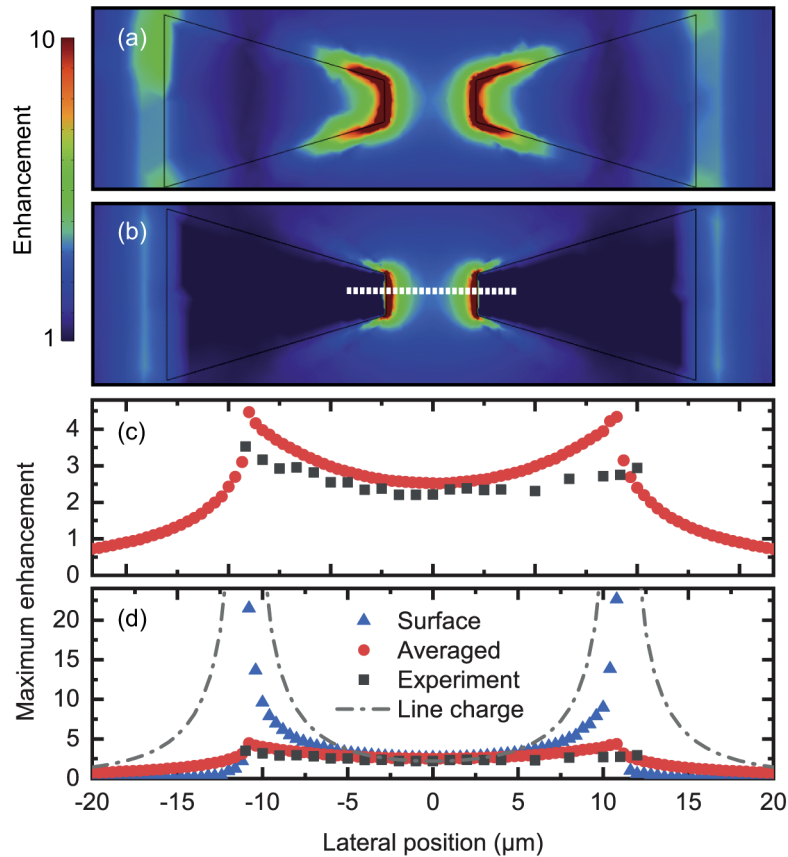 10
Enhancement
1
(a)
(b)
(c)
4
3
2
1
0
Maximum enhancement
(d)
20
15
10
5
0
Surface
Averaged
Experiment
Line charge
-20 -15 -10 -5 0 5 10 15 20
Lateral position (μm)